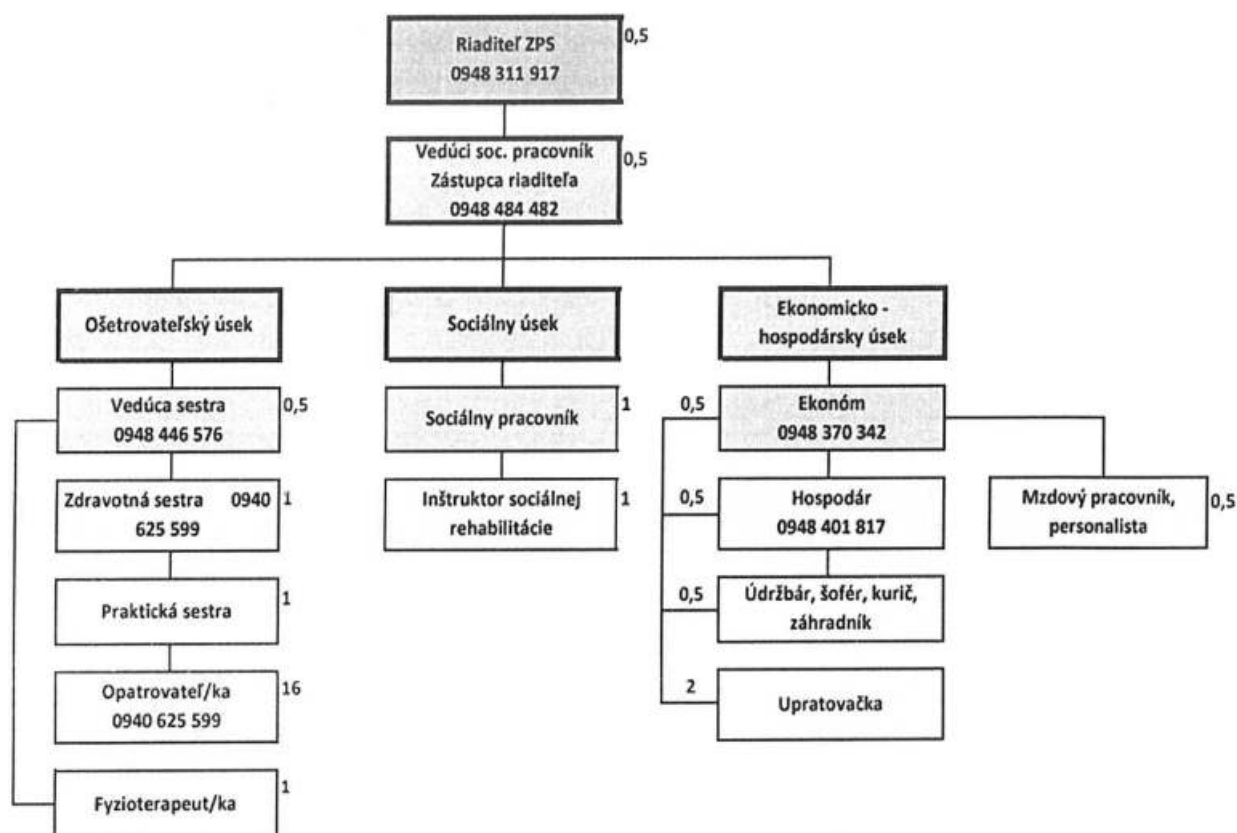 Riaditeľ ZPS
0948 311 917
0,5
Vedúci soc. pracovník
Zástupca riaditeľa
0948 484 482
0,5
Ošetrovateľský úsek
Vedúca sestra
0948 446 576
0,5
Zdravotná sestra 0940
625 599
1
Praktická sestra
1
Opatrovateľ/ka
0940 625 599
16
Fyzioterapeut/ka
1
Sociálny úsek
Sociálny pracovník
1
Inštruktor sociálnej
rehabilitácie
1
Ekonomicko -
hospodársky úsek
0,5
Ekonóm
0948 370 342
0,5
Hospodár
0948 401 817
0,5
Údržbár, šofér, kurič,
záhradník
2
Upratovačka
Mzdový pracovník,
personalista
0,5